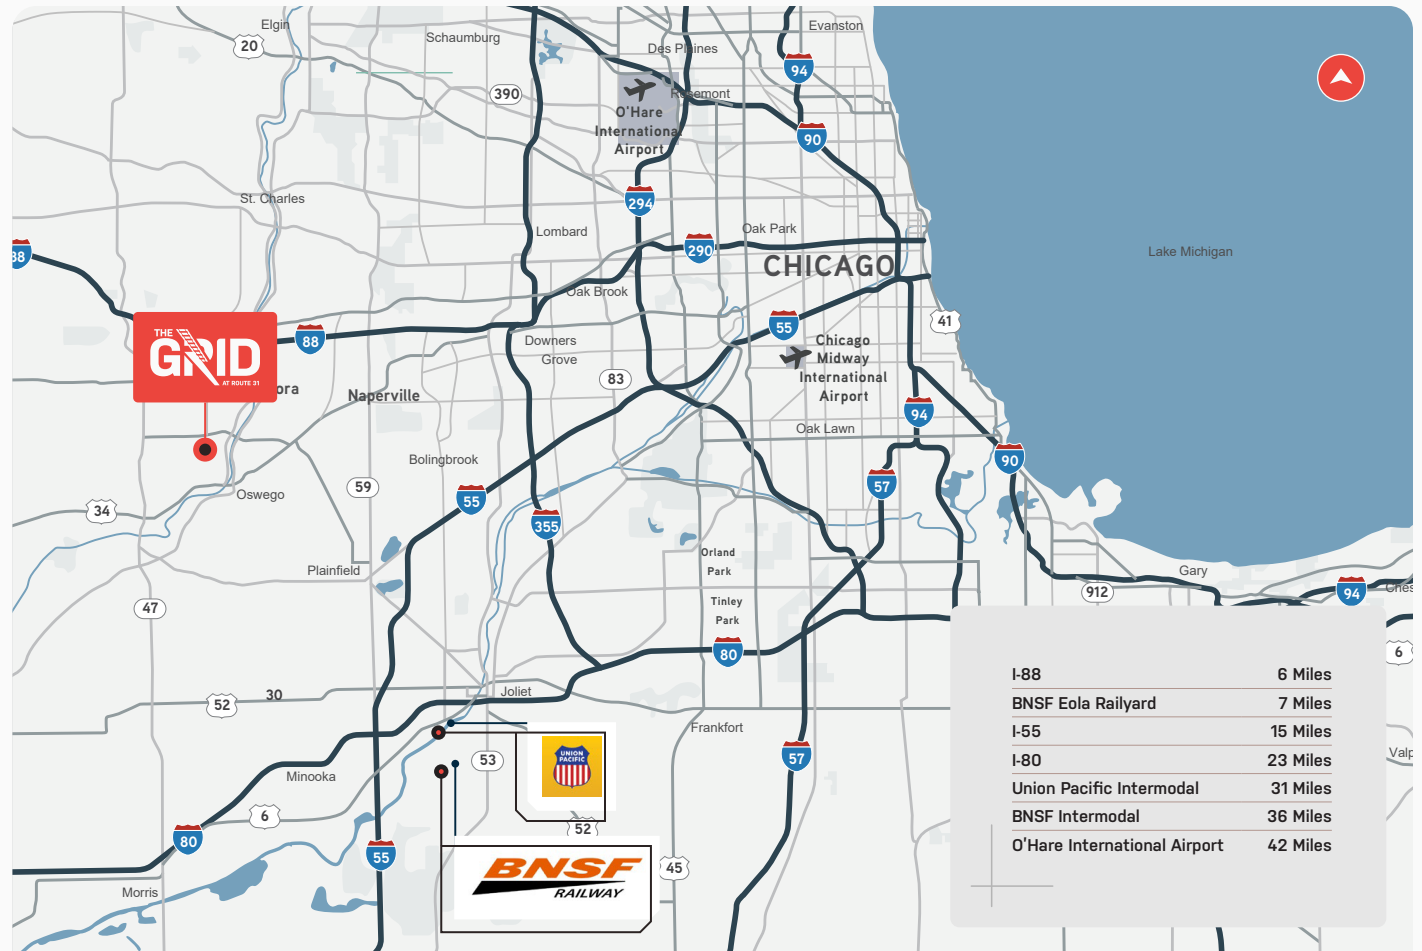 Elgin
Schaumburg
Evanston
Des Plaines
20
94
390
Rosemont
O'Hare
International
Airport
90
St. Charles
294
Lombard
Oak Park
290
88
CHICAGO
Lake Michigan
Oak Brook
55
41
THE
GRID
AT ROUTE 31
88
Downers
Grove
Chicago
Midway
International
Airport
83
ora
Naperville
94
Oak Lawn
Bolingbrook
90
59
57
Oswego
55
34
355
Orland
Park
Plainfield
Gary
912
94
Ches
47
Tinley
Park
80
6
Joliet
30
52
Frankfort
53
UNION
PACIFIC
57
Valp
Minooka
6
52
80
55
BNSF
RAILWAY
45
Morris
I-88 6 Miles
BNSF Eola Railyard 7 Miles
I-55 15 Miles
I-80 23 Miles
Union Pacific Intermodal 31 Miles
BNSF Intermodal 36 Miles
O'Hare International Airport 42 Miles